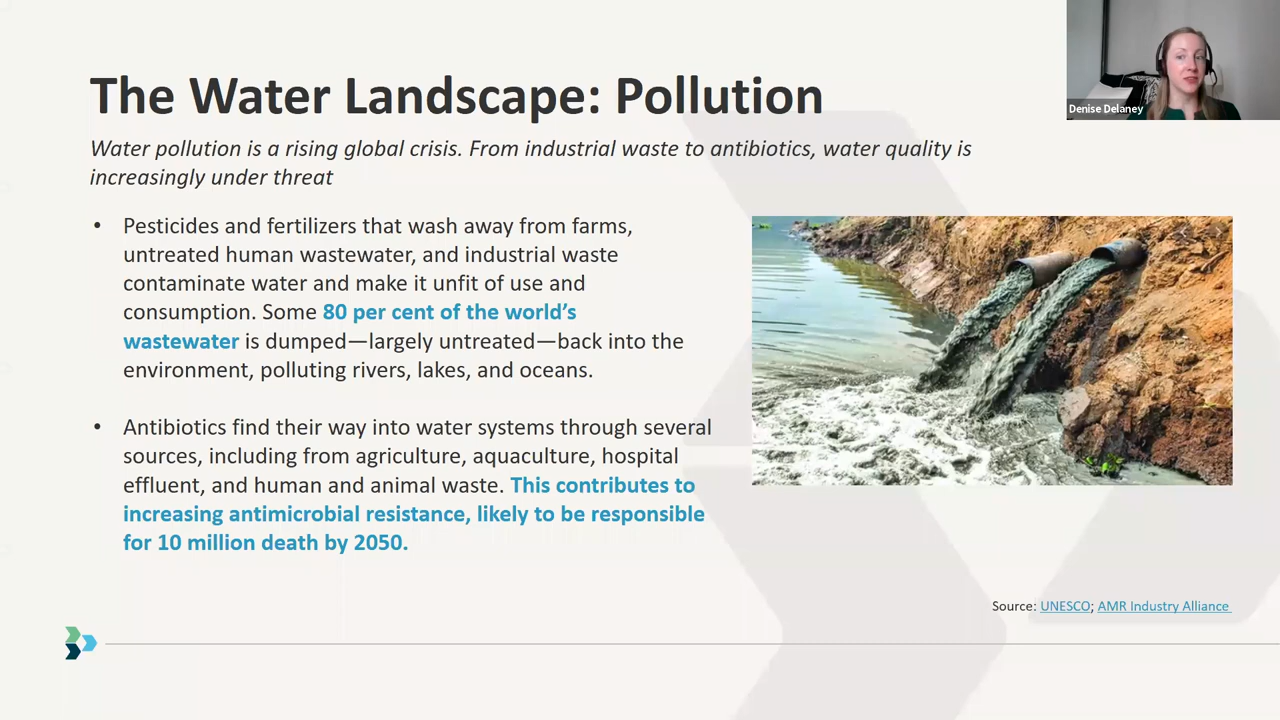 The Water Landscape: Pollution
Denise Delaney
Water pollution is a rising global crisis. From industrial waste to antibiotics, water quality is
increasingly under threat
• Pesticides and fertilizers that wash away from farms,
untreated human wastewater, and industrial waste
contaminate water and make it unfit of use and
consumption. Some 80 per cent of the world’s
wastewater is dumped—largely untreated—back into the
environment, polluting rivers, lakes, and oceans.
• Antibiotics find their way into water systems through several
sources, including from agriculture, aquaculture, hospital
effluent, and human and animal waste. This contributes to
increasing antimicrobial resistance, likely to be responsible
for 10 million death by 2050.
Source: UNESCO; AMR Industry Alliance